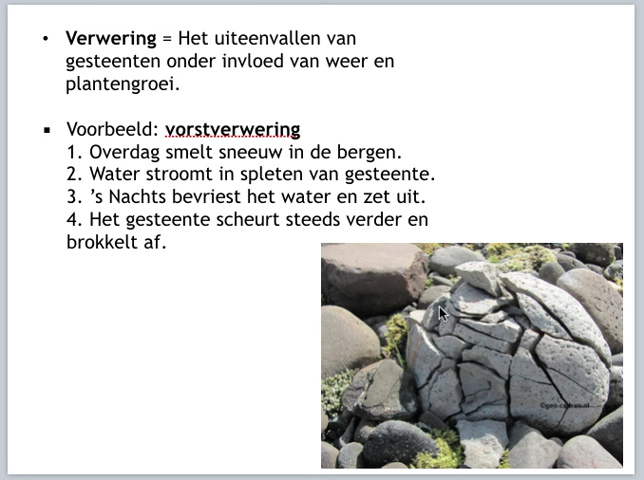 • Verwering = Het uiteenvallen van
gesteenten onder invloed van weer en
plantengroei.
▪ Voorbeeld: vorstverwering
1. Overdag smelt sneeuw in de bergen.
2. Water stroomt in spleten van gesteente.
3. ’s Nachts bevriest het water en zet uit.
4. Het gesteente scheurt steeds verder en
brokkelt af.